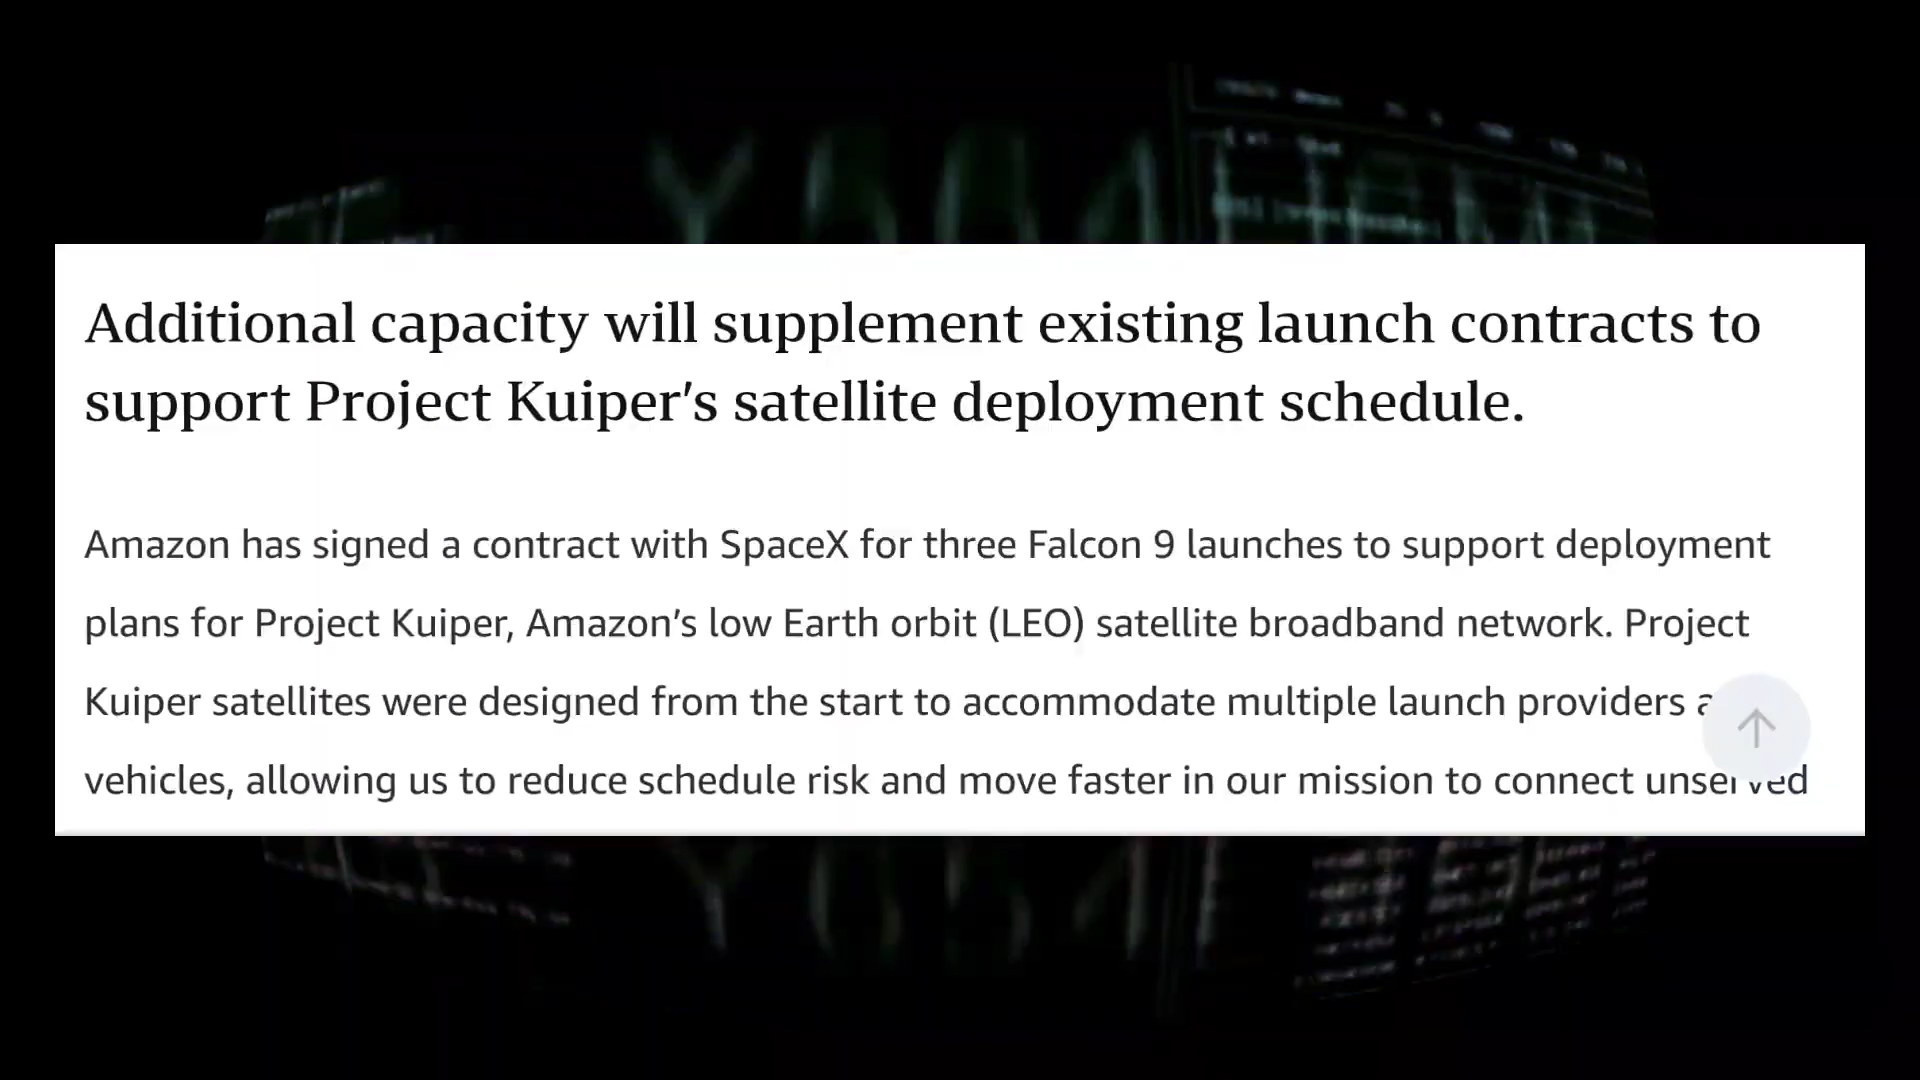 Additional capacity will supplement existing launch contracts to
support Project Kuiper's satellite deployment schedule.
Amazon has signed a contract with SpaceX for three Falcon 9 launches to support deployment
plans for Project Kuiper, Amazon's low Earth orbit (LEO) satellite broadband network. Project
Kuiper satellites were designed from the start to accommodate multiple launch providers
vehicles, allowing us to reduce schedule risk and move faster in our mission to connect unserved